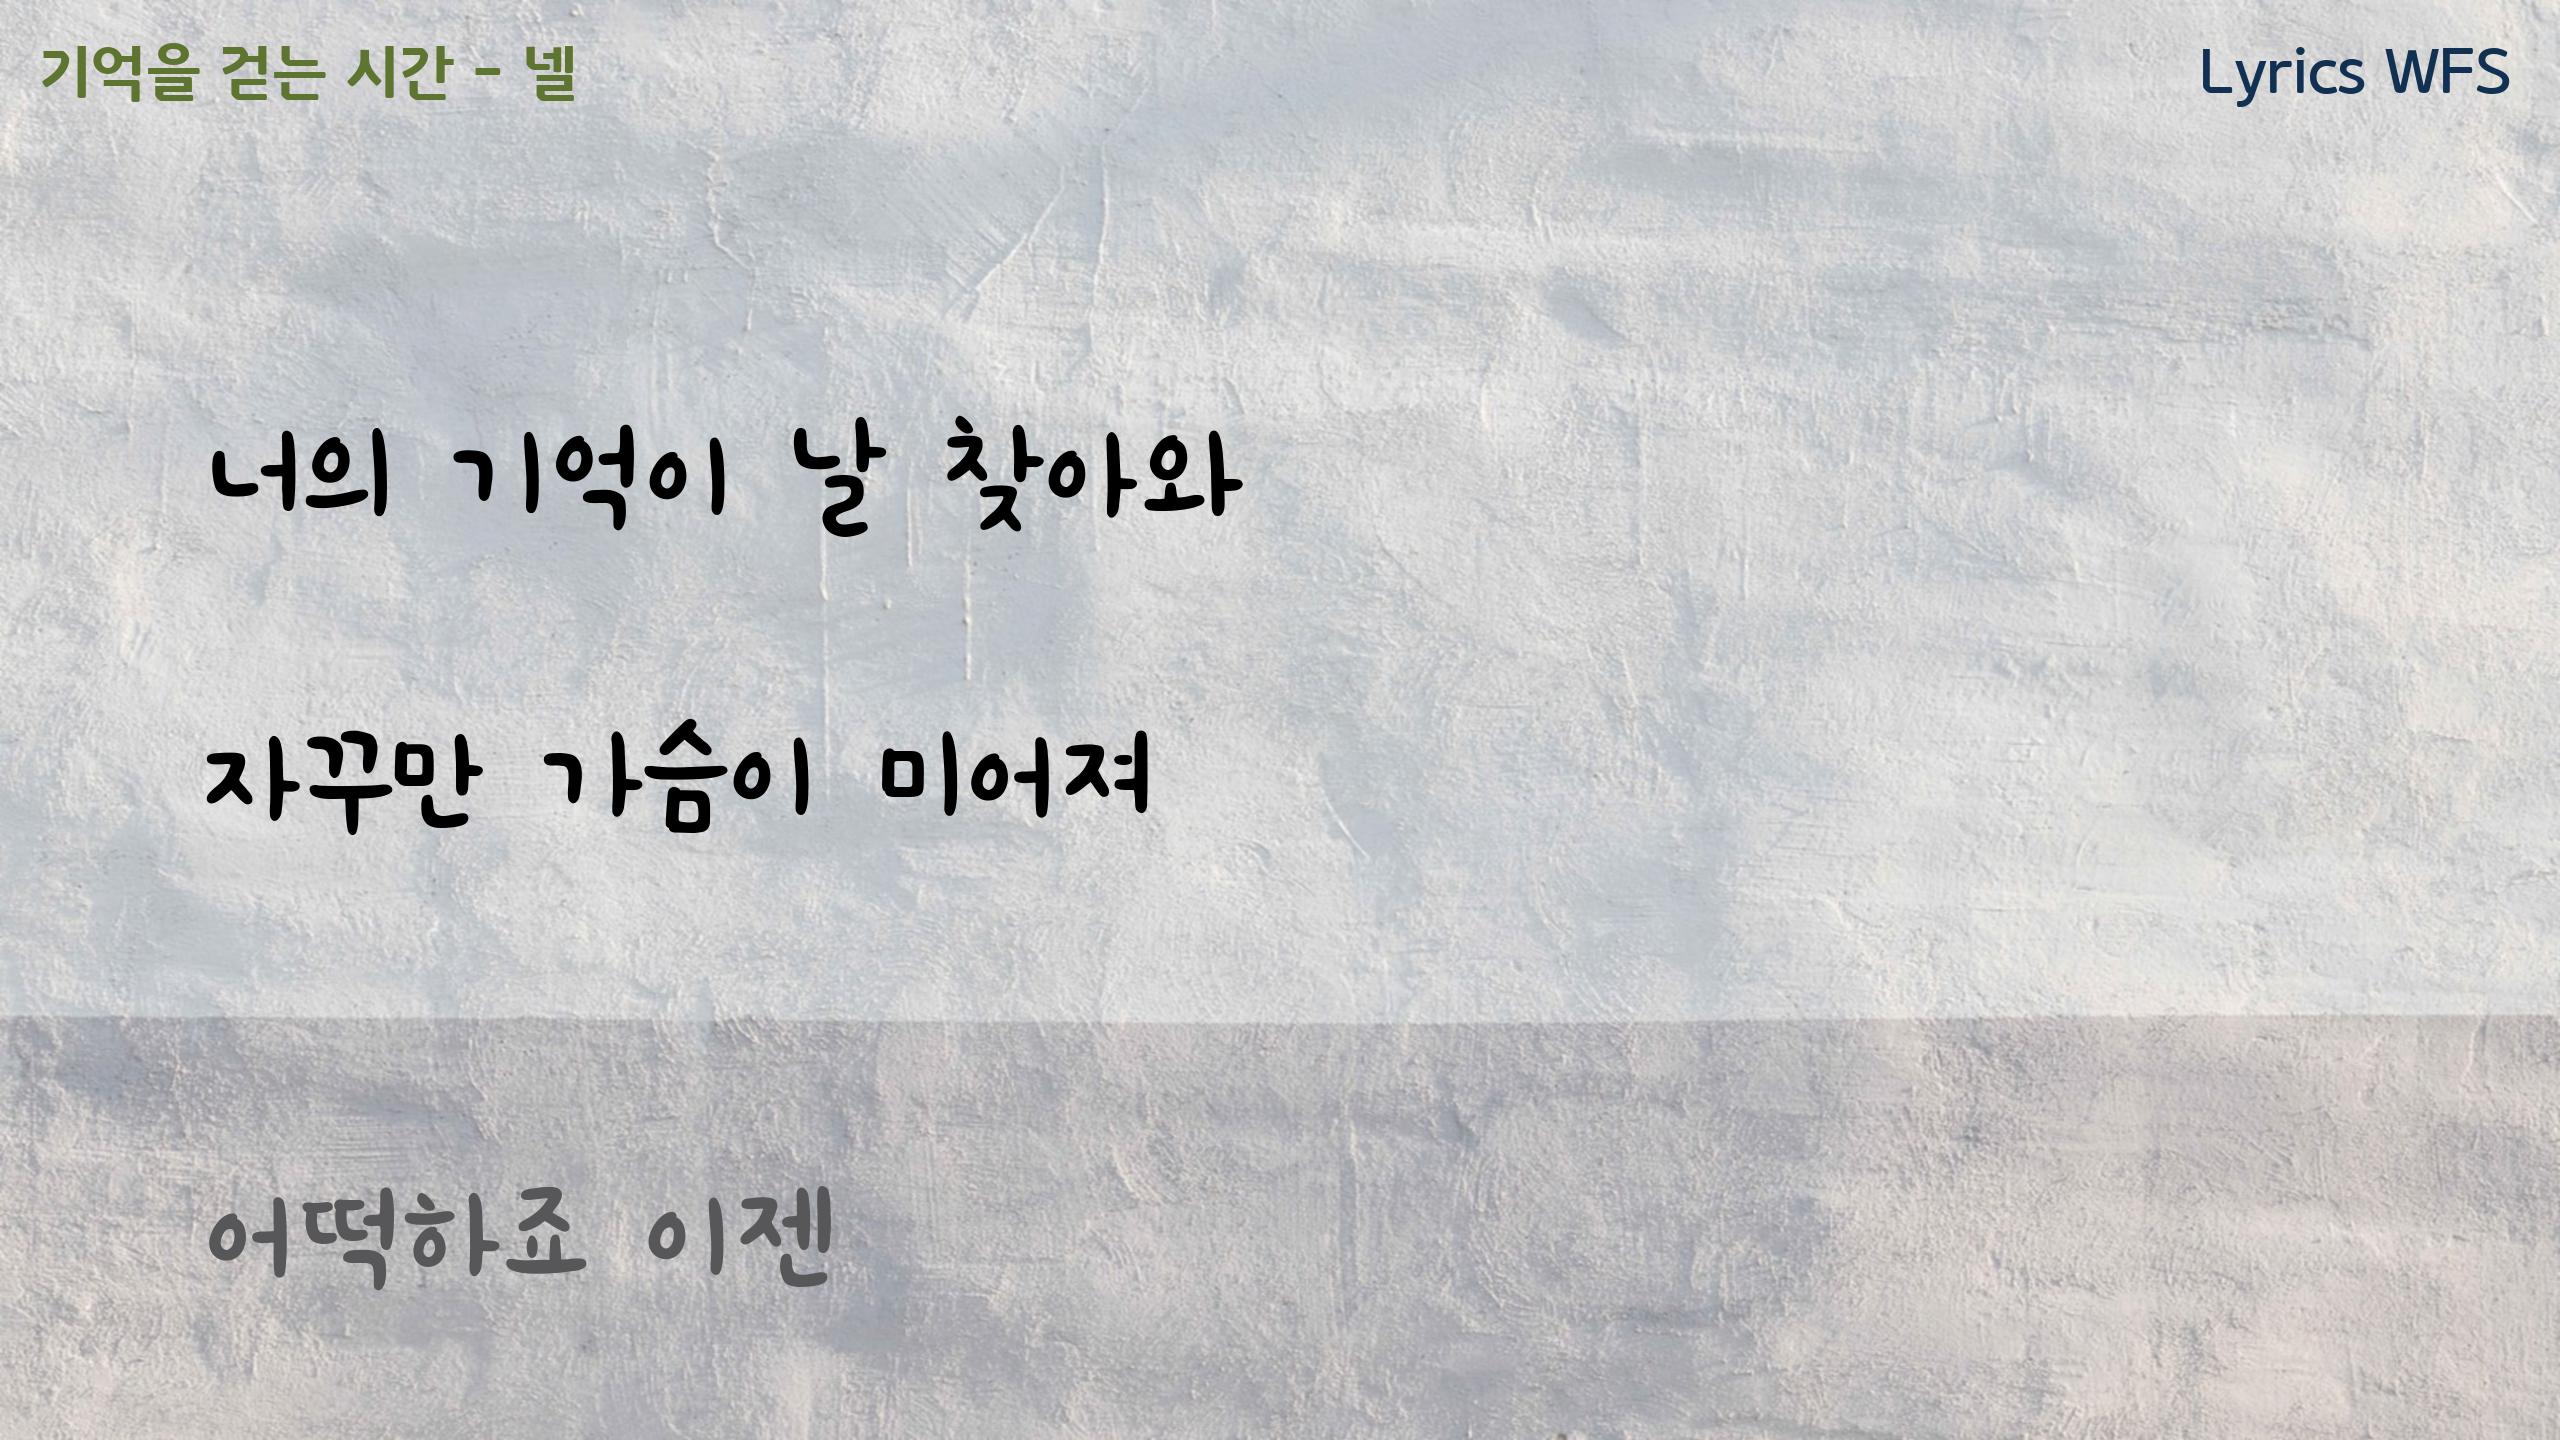 기억을 걷는 시간 - 넬
Lyrics WFS
너의 기억이 날 찾아와
자꾸만 가슴이 미어져
어떡하죠 이젠